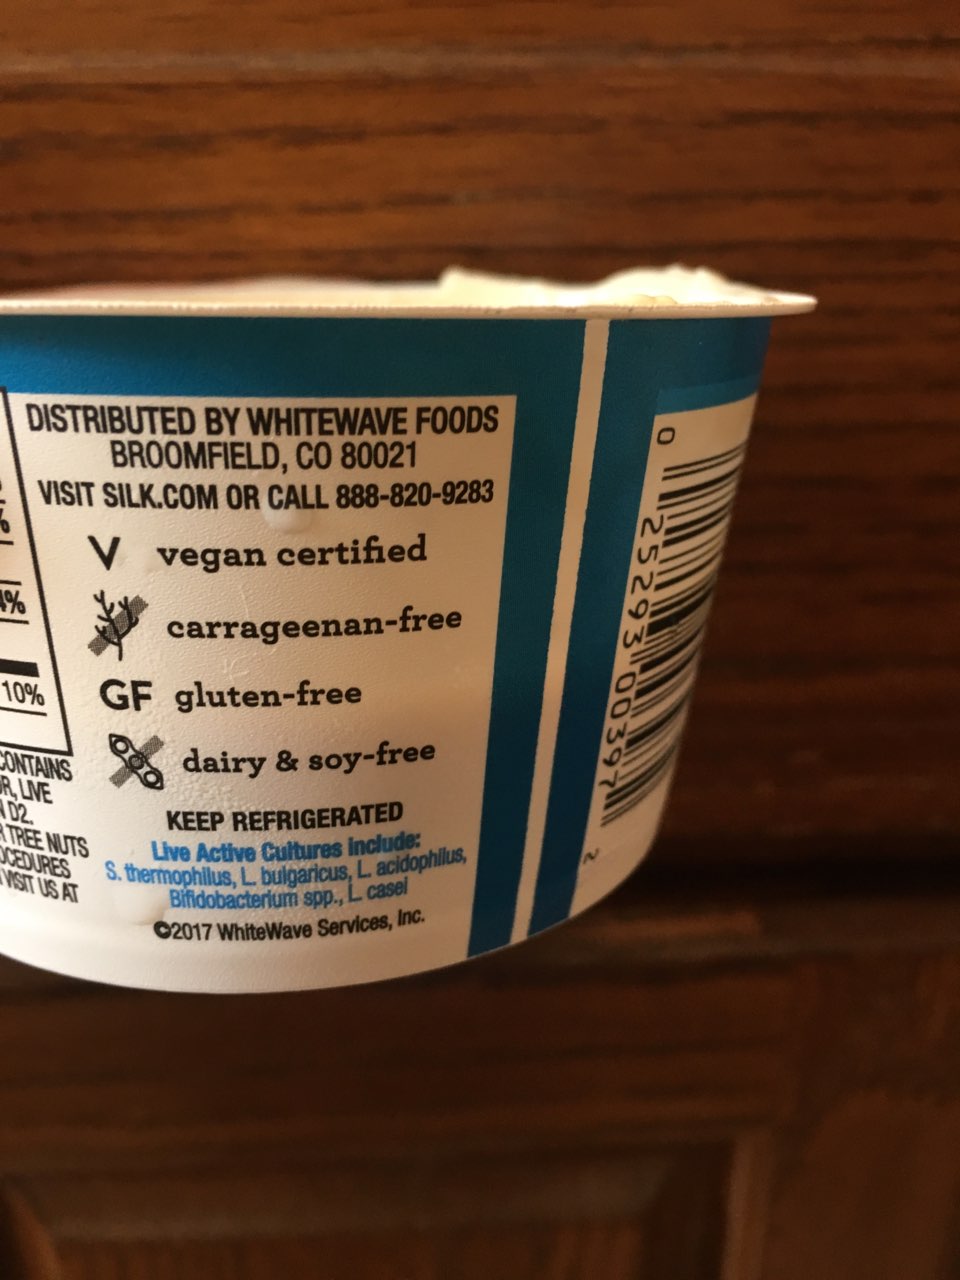 DISTRIBUTED BY WHITEWAVE FOODS
BROOMFIELD, CO 80021
VISIT SILK.COM OR CALL 888-820-9283
V vegan certified
carrageenan-free
GF gluten-free
dairy & soy-free
KEEP REFRIGERATED
Live Active Cultures include:
S. thermophilus, L. bulgaricus, L. acidophilus,
Bifidobacterium spp., L. casei
©2017 WhiteWave Services, Inc.
4%
10%
CONTAINS
LIVE
D2.
TREE NUTS
VISIT US AT
0 25293 00397 2